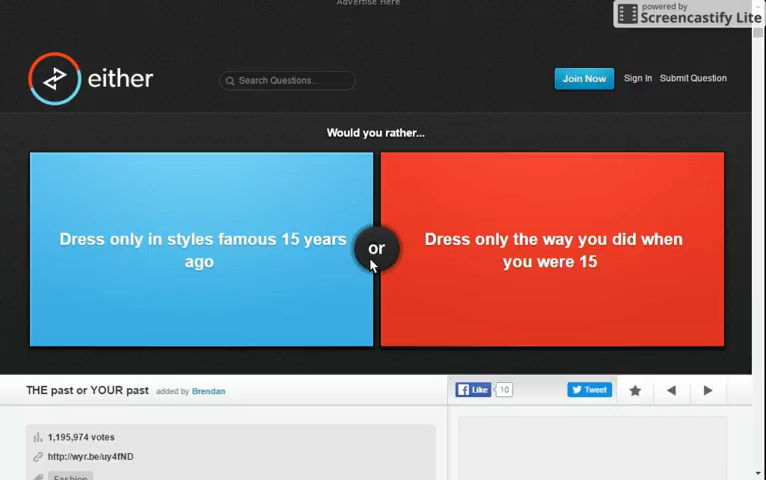 Advertise Here
powered by
Screencastify Lite
either
Search Questions...
Join Now
Sign In
Submit Question
Would you rather...
Dress only in styles famous 15 years
ago
or
Dress only the way you did when
you were 15
THE past or YOUR past
added by Brendan
Like
10
Tweet
1,195,974 votes
http://wyr.be/uy4fND
Fashion